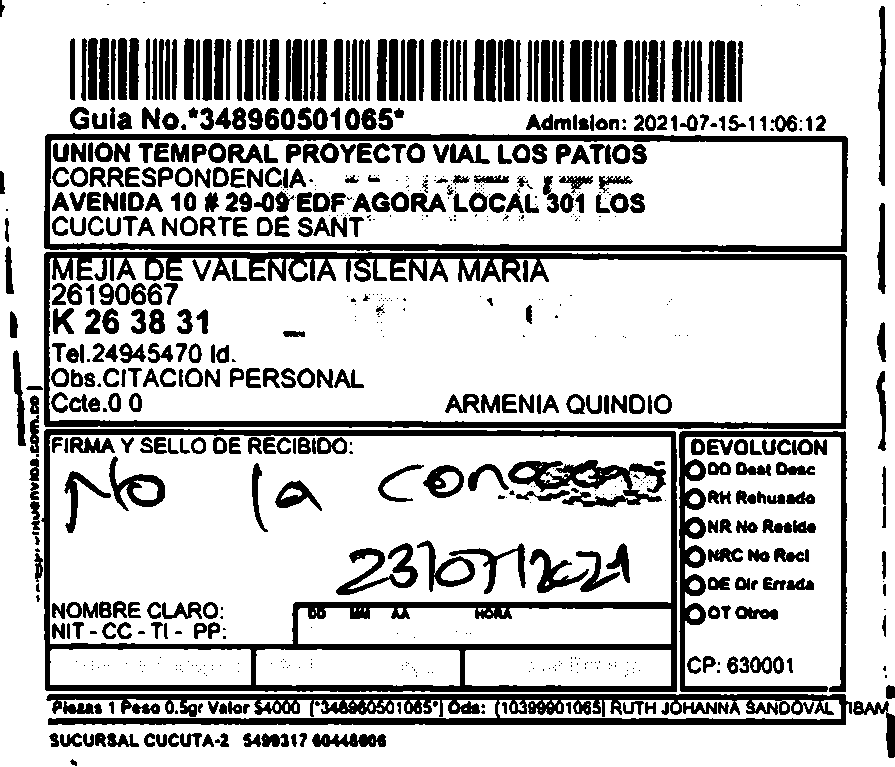 Guia No.*348960501065*
Admision: 2021-07-15-11:06:12
UNION TEMPORAL PROYECTO VIAL LOS PATIOS
CORRESPONDENCIA
AVENIDA 10 # 29-09 EDF AGORA LOCAL 301 LOS
CUCUTA NORTE DE SANT
MEJIA DE VALENCIA ISLENA MARIA
26190667
K 26 38 31
Tel.24945470 Id.
Obs.CITACION PERSONAL
Ccte.0 0 ARMENIA QUINDIO
FIRMA Y SELLO DE RECIBIDO:
No la conocen
23/07/2021
NOMBRE CLARO:
NIT - CC - TI - PP:
DD MM AA HORA
DEVOLUCION
DD Dest Desc
RH Rehusado
NR No Reside
NRC No Recl
DE Dir Errada
OT Otros
CP: 630001
Piezas 1 Peso 0.5gr Valor $4000 [*348960501065*] Ods: [10399901065] RUTH JOHANNA SANDOVAL TIBAM
SUCURSAL CUCUTA-2 5499317 60448606